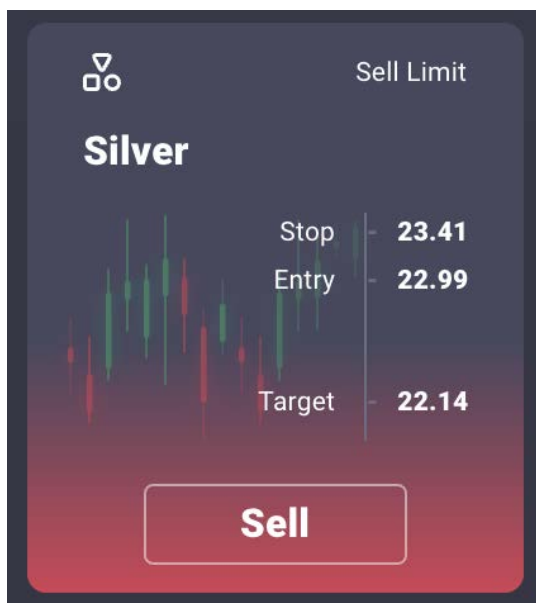 Sell Limit
Silver
Stop 23.41
Entry 22.99
Target 22.14
Sell